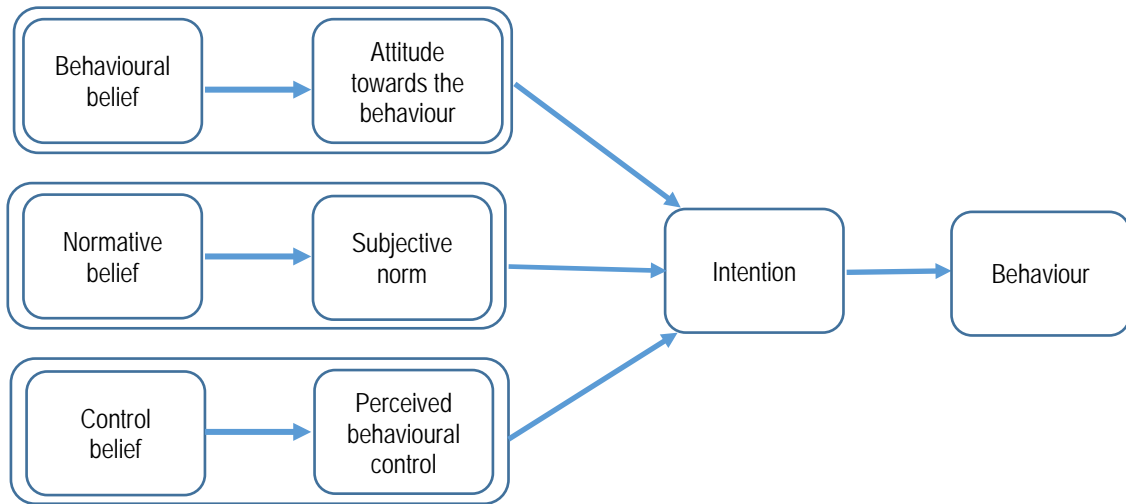 Behavioural
belief
Attitude
towards the
behaviour
Normative
belief
Subjective
norm
Intention
Behaviour
Control
belief
Perceived
behavioural
control